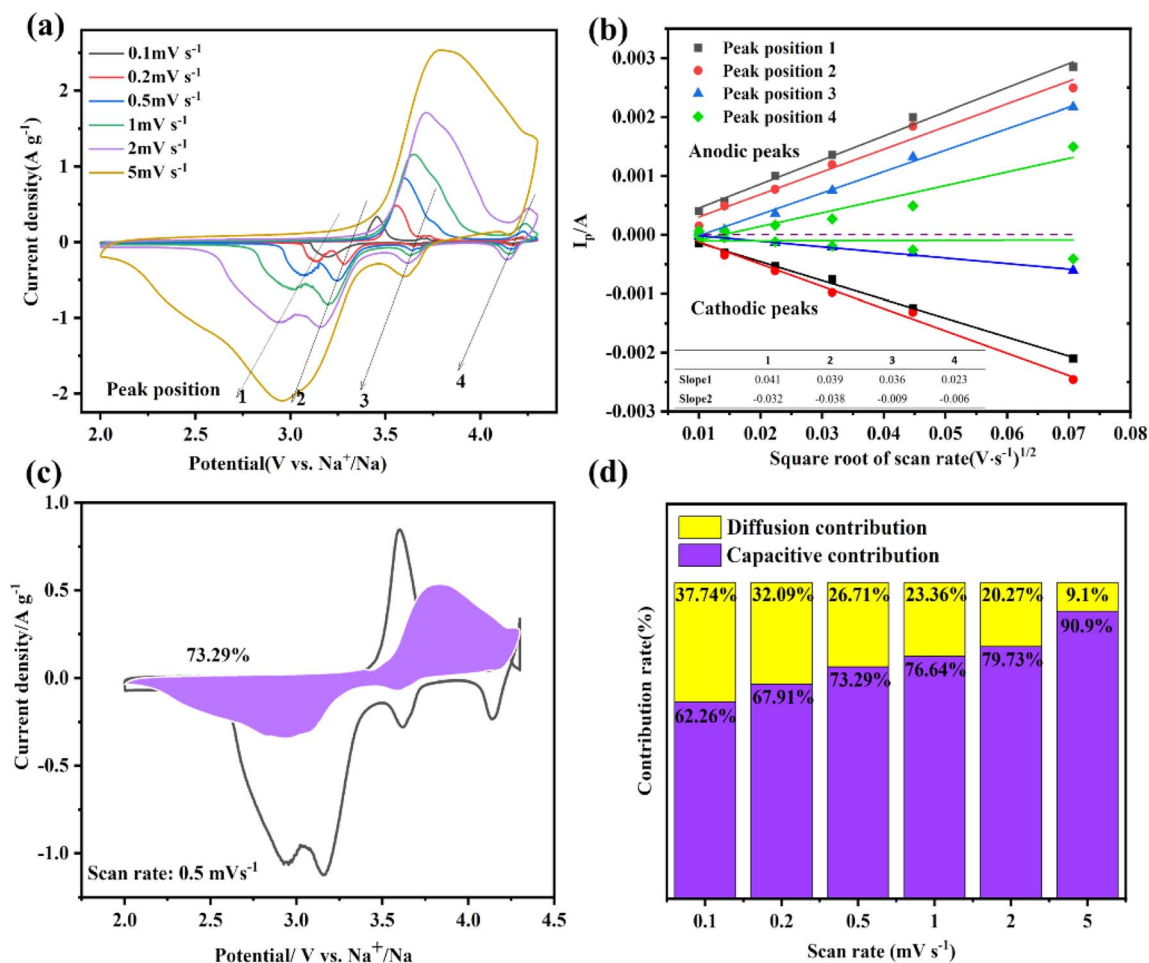 (a)
0.1mV s⁻¹
0.2mV s⁻¹
0.5mV s⁻¹
1mV s⁻¹
2mV s⁻¹
5mV s⁻¹
Current density(A g⁻¹)
2
1
0
-1
-2
Peak position
1
2
3
4
2.0
3.0
3.5
4.0
Potential(V vs. Na⁺/Na)
(b)
Peak position 1
Peak position 2
Peak position 3
Peak position 4
Anodic peaks
Cathodic peaks
Iₚ/A
0.003
0.002
0.001
0.000
-0.001
-0.002
-0.003
1 2 3 4
Slope1 0.041 0.039 0.036 0.023
Slope2 -0.032 -0.038 -0.009 -0.006
0.01 0.02 0.03 0.04 0.05 0.06 0.07 0.08
Square root of scan rate(V·s⁻¹)¹/²
(c)
Current density/A g⁻¹
1.0
0.5
0.0
-0.5
-1.0
73.29%
Scan rate: 0.5 mVs⁻¹
2.0 2.5 3.0 3.5 4.0 4.5
Potential/ V vs. Na⁺/Na
(d)
Diffusion contribution
Capacitive contribution
Contribution rate(%)
37.74% 32.09% 26.71% 23.36% 20.27% 9.1%
62.26% 67.91% 73.29% 76.64% 79.73% 90.9%
0.1 0.2 0.5 1 2 5
Scan rate (mV s⁻¹)